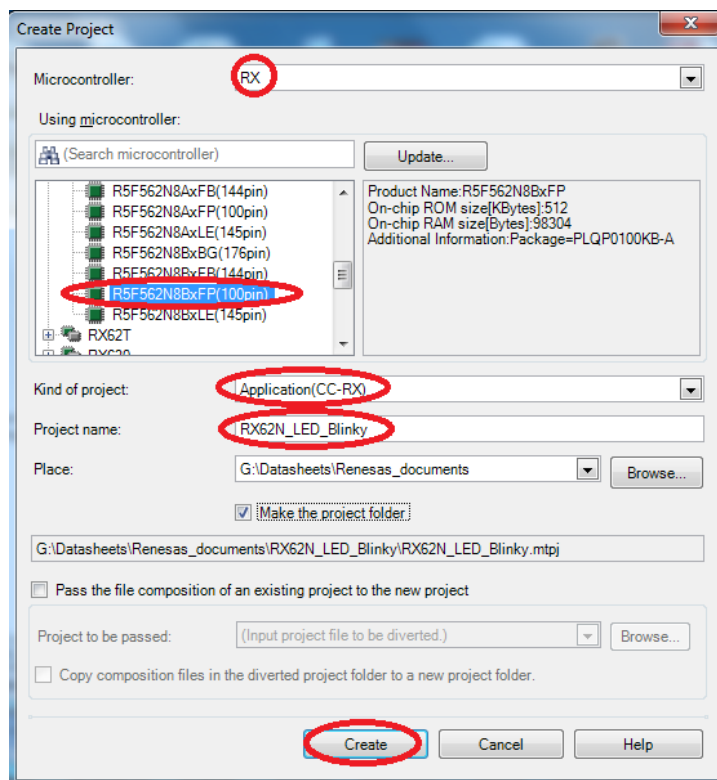 Create Project
Microcontroller: RX
Using microcontroller:
(Search microcontroller) Update...
R5F562N8AxFB(144pin)
R5F562N8AxFP(100pin)
R5F562N8AxLE(145pin)
R5F562N8BxBG(176pin)
R5F562N8BxFB(144pin)
R5F562N8BxFP(100pin)
R5F562N8BxLE(145pin)
RX62T
Product Name:R5F562N8BxFP
On-chip ROM size[KBytes]:512
On-chip RAM size[Bytes]:98304
Additional Information:Package=PLQP0100KB-A
Kind of project: Application(CC-RX)
Project name: RX62N_LED_Blinky
Place: G:\Datasheets\Renesas_documents Browse...
Make the project folder
G:\Datasheets\Renesas_documents\RX62N_LED_Blinky\RX62N_LED_Blinky.mtpj
Pass the file composition of an existing project to the new project
Project to be passed: (Input project file to be diverted.) Browse...
Copy composition files in the diverted project folder to a new project folder.
Create Cancel Help